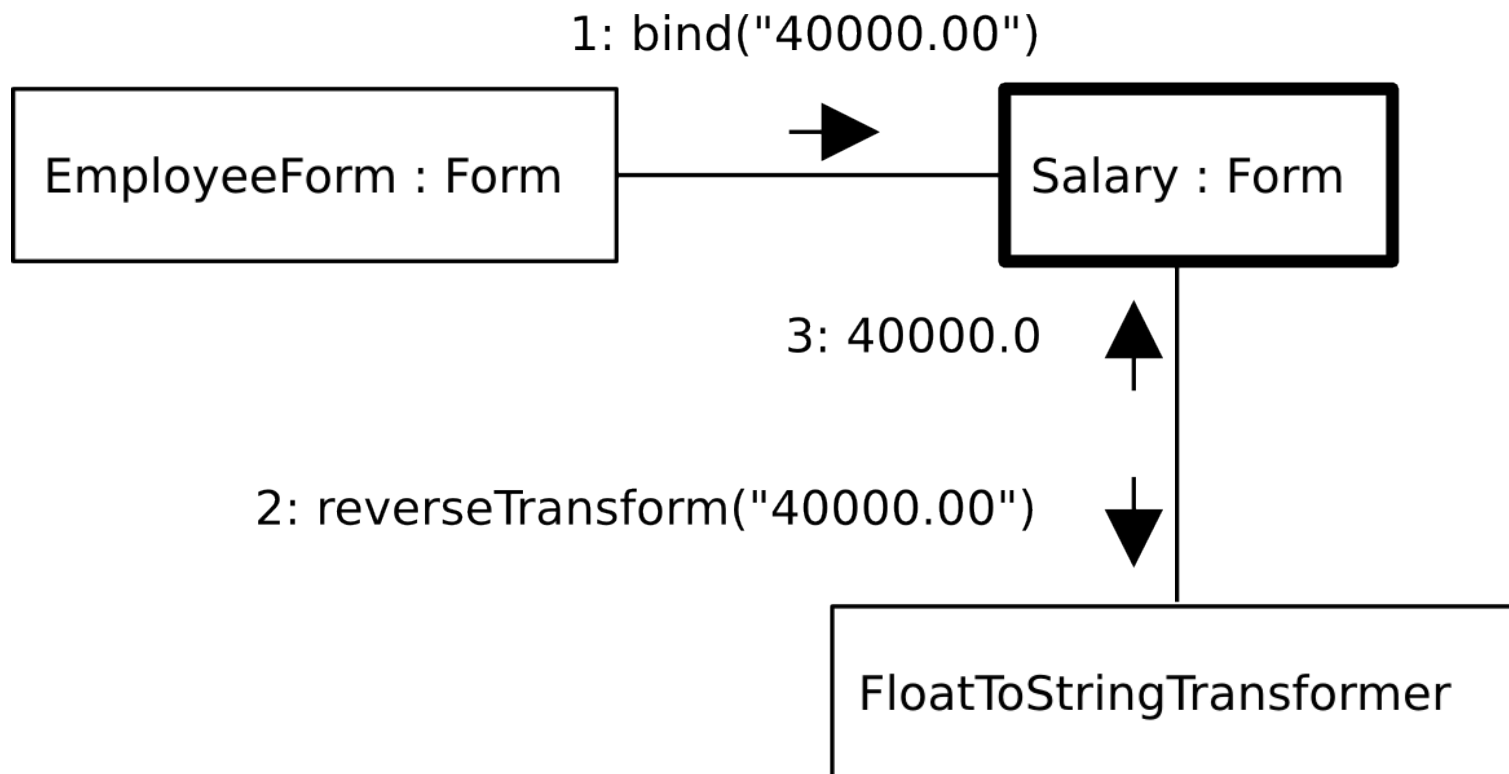 1: bind("40000.00")
EmployeeForm : Form
Salary : Form
3: 40000.0
2: reverseTransform("40000.00")
FloatToStringTransformer